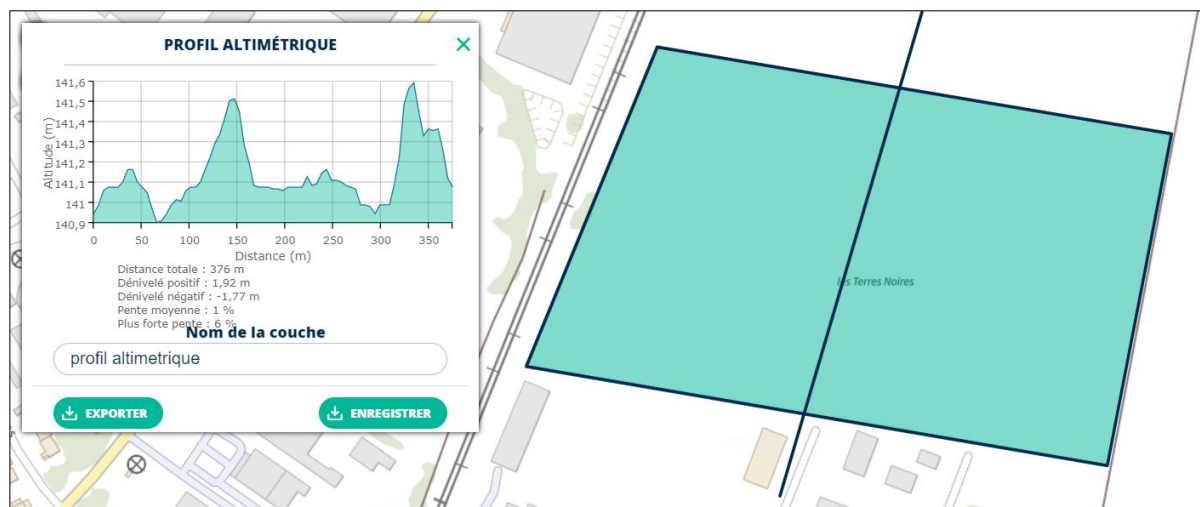 PROFIL ALTIMÉTRIQUE
141,6
141,5
141,4
141,3
141,2
141,1
141
140,9
Altitude (m)
0 50 100 150 200 250 300 350
Distance (m)
Distance totale : 376 m
Dénivelé positif : 1,92 m
Dénivelé négatif : -1,77 m
Pente moyenne : 1 %
Plus forte pente : 6 %
Nom de la couche
profil altimetrique
EXPORTER
ENREGISTRER
les Terres Noires